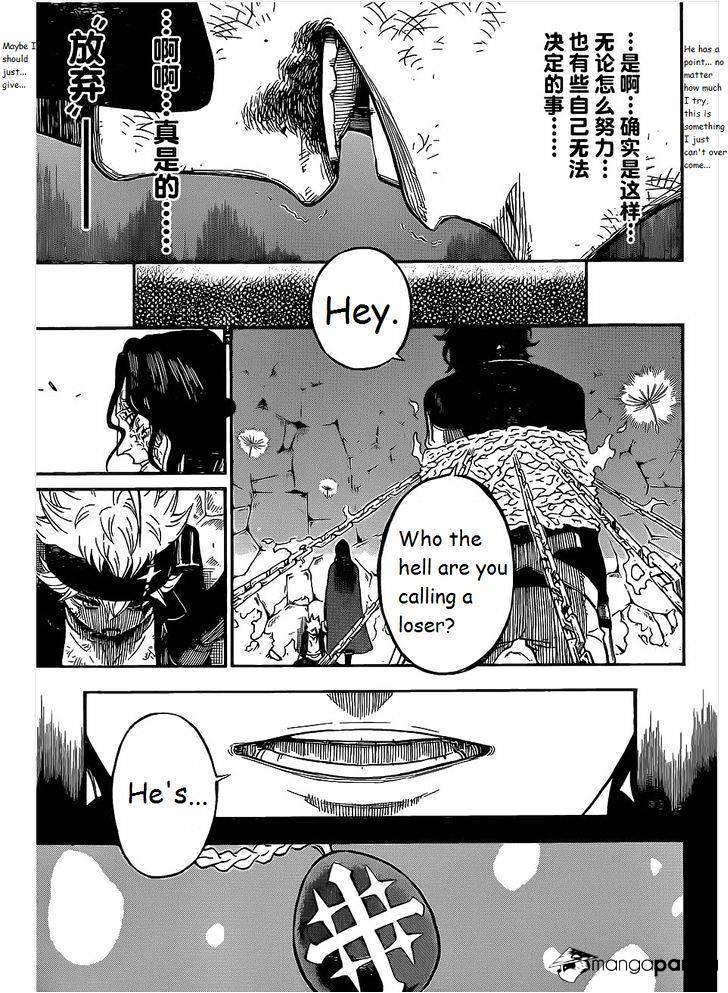 He has a
point... no
matter
how much
I try.
this is
something
I just
can't over
come...
…是啊…确实是这样…
无论怎么努力…
也有些自己无法
决定的事……
…啊啊…真是的……
“放弃”——
Maybe I
should
just...
give...
Hey.
Who the
hell are you
calling a
loser?
He's...
mangapanda